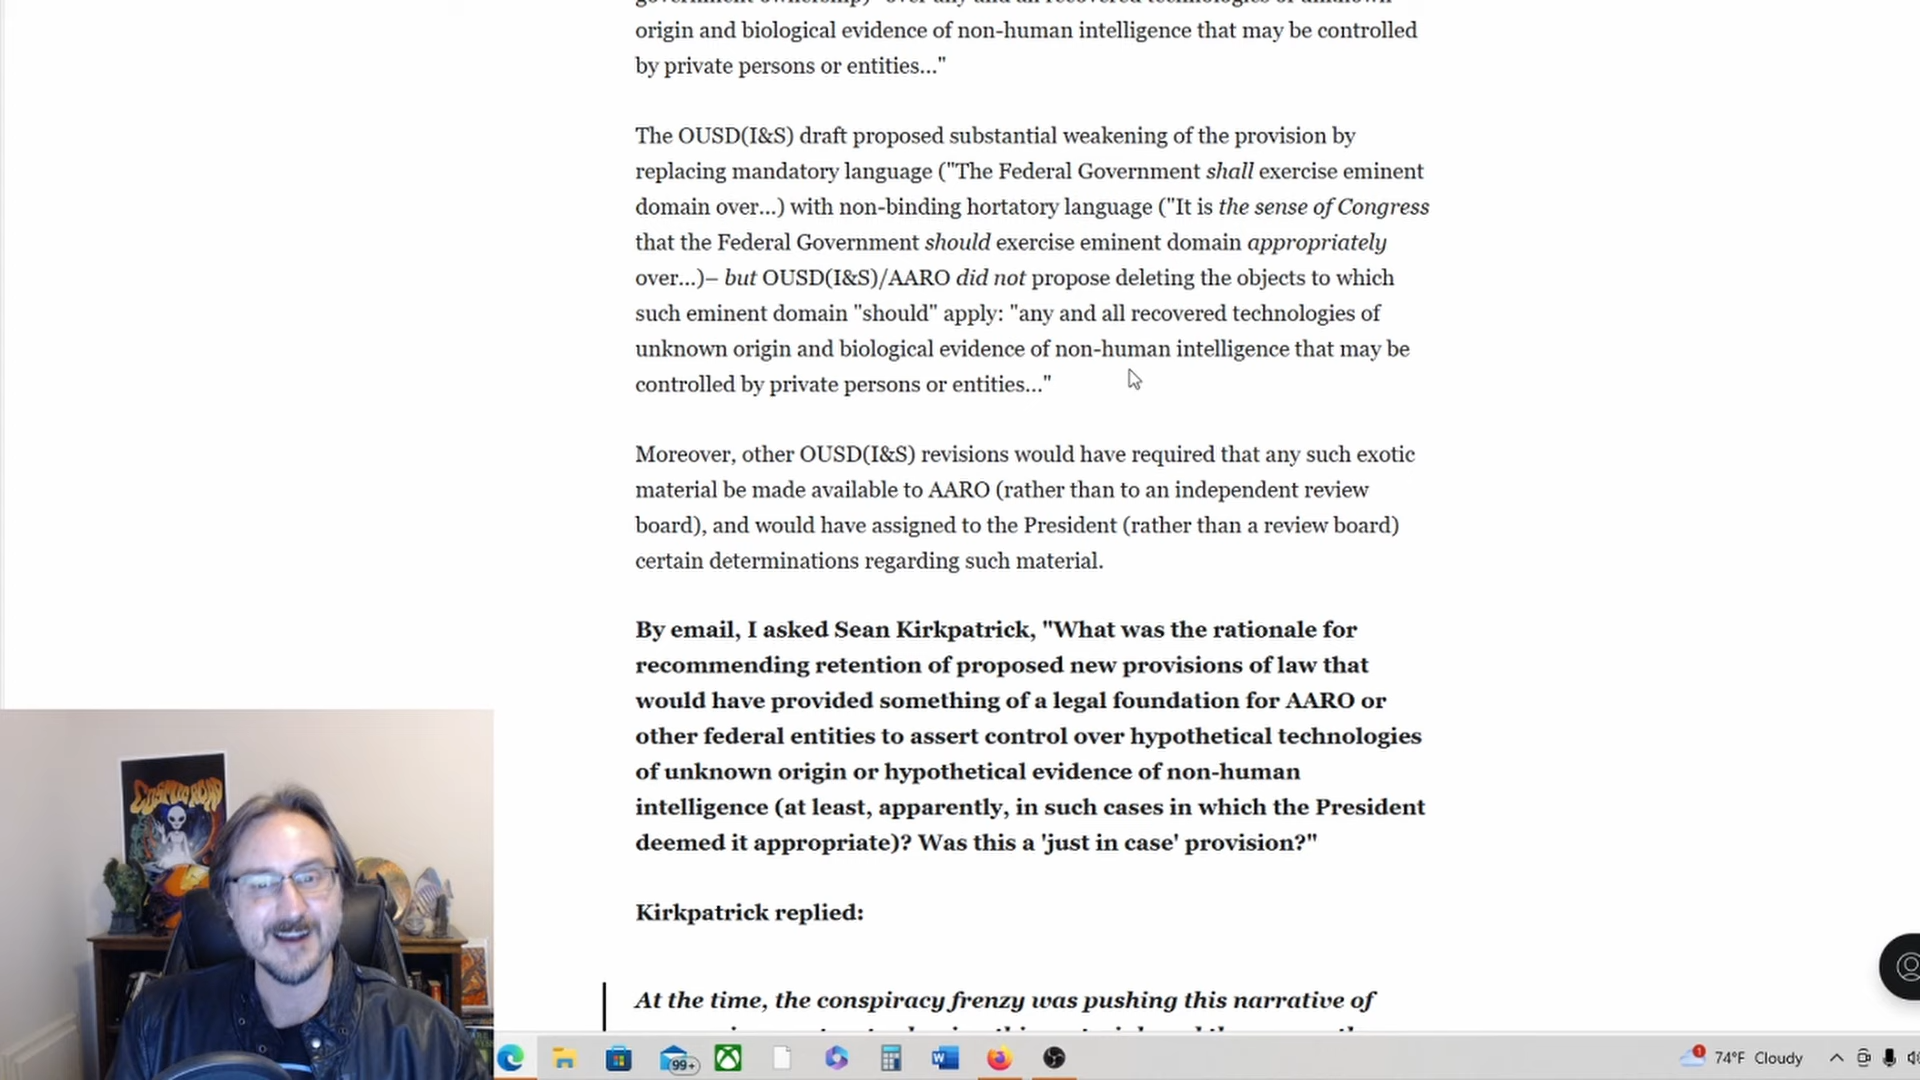 origin and biological evidence of non-human intelligence that may be controlled
by private persons or entities..."
The OUSD(I&S) draft proposed substantial weakening of the provision by
replacing mandatory language ("The Federal Government shall exercise eminent
domain over...) with non-binding hortatory language ("It is the sense of Congress
that the Federal Government should exercise eminent domain appropriately
over...)– but OUSD(I&S)/AARO did not propose deleting the objects to which
such eminent domain "should" apply: "any and all recovered technologies of
unknown origin and biological evidence of non-human intelligence that may be
controlled by private persons or entities..."
Moreover, other OUSD(I&S) revisions would have required that any such exotic
material be made available to AARO (rather than to an independent review
board), and would have assigned to the President (rather than a review board)
certain determinations regarding such material.
By email, I asked Sean Kirkpatrick, "What was the rationale for
recommending retention of proposed new provisions of law that
would have provided something of a legal foundation for AARO or
other federal entities to assert control over hypothetical technologies
of unknown origin or hypothetical evidence of non-human
intelligence (at least, apparently, in such cases in which the President
deemed it appropriate)? Was this a 'just in case' provision?"
Kirkpatrick replied:
At the time, the conspiracy frenzy was pushing this narrative of
99+
W
1
74°F Cloudy